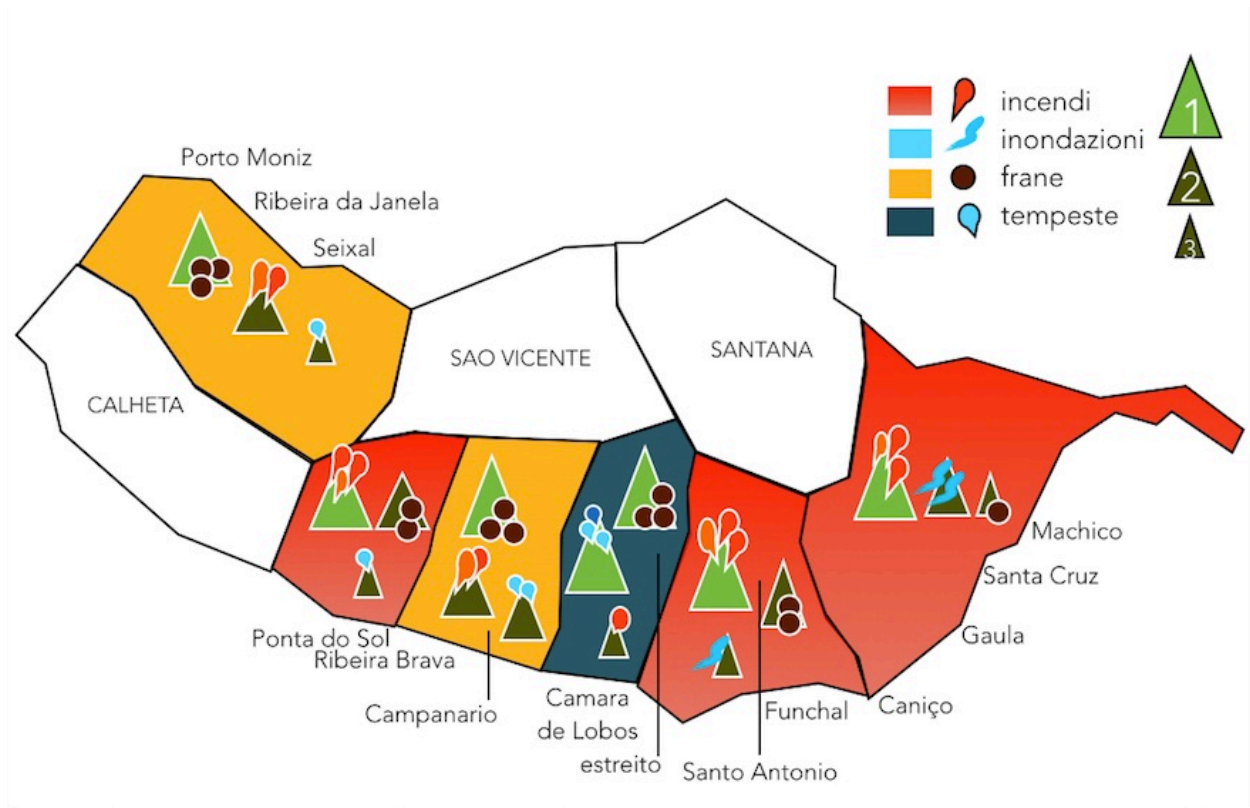 incendi
inondazioni
frane
tempeste
1
2
3
Porto Moniz
Ribeira da Janela
Seixal
CALHETA
SAO VICENTE
SANTANA
Machico
Santa Cruz
Gaula
Caniço
Funchal
Santo Antonio
estreito
Camara
de Lobos
Campanario
Ribeira Brava
Ponta do Sol